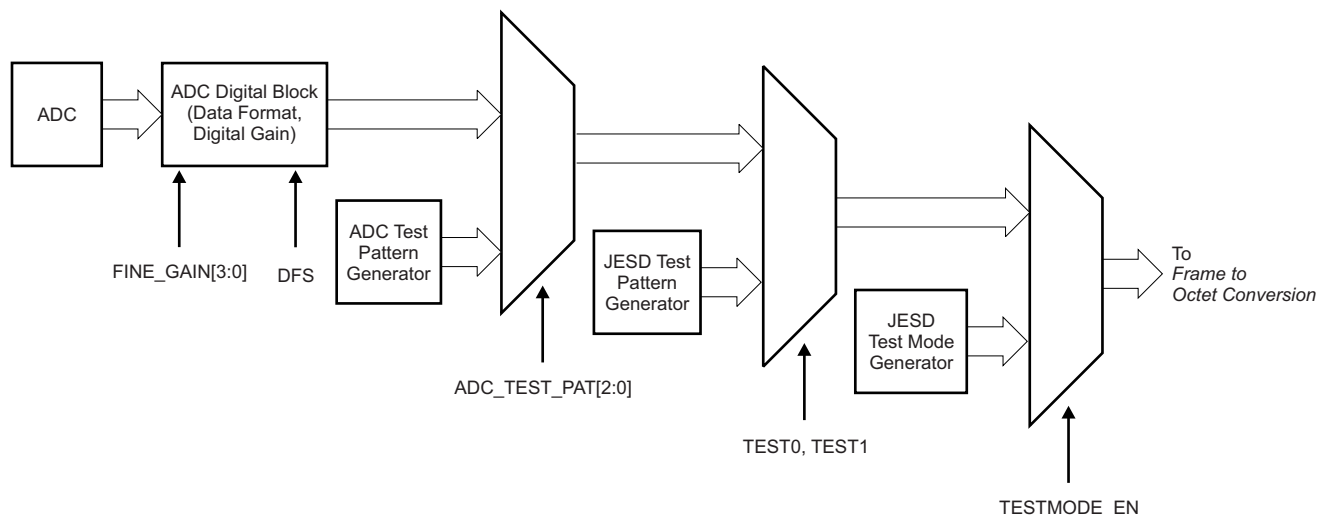 ADC
ADC Digital Block
(Data Format,
Digital Gain)
FINE_GAIN[3:0]
DFS
ADC Test
Pattern
Generator
ADC_TEST_PAT[2:0]
JESD Test
Pattern
Generator
TEST0, TEST1
JESD
Test Mode
Generator
TESTMODE_EN
To
Frame to
Octet Conversion